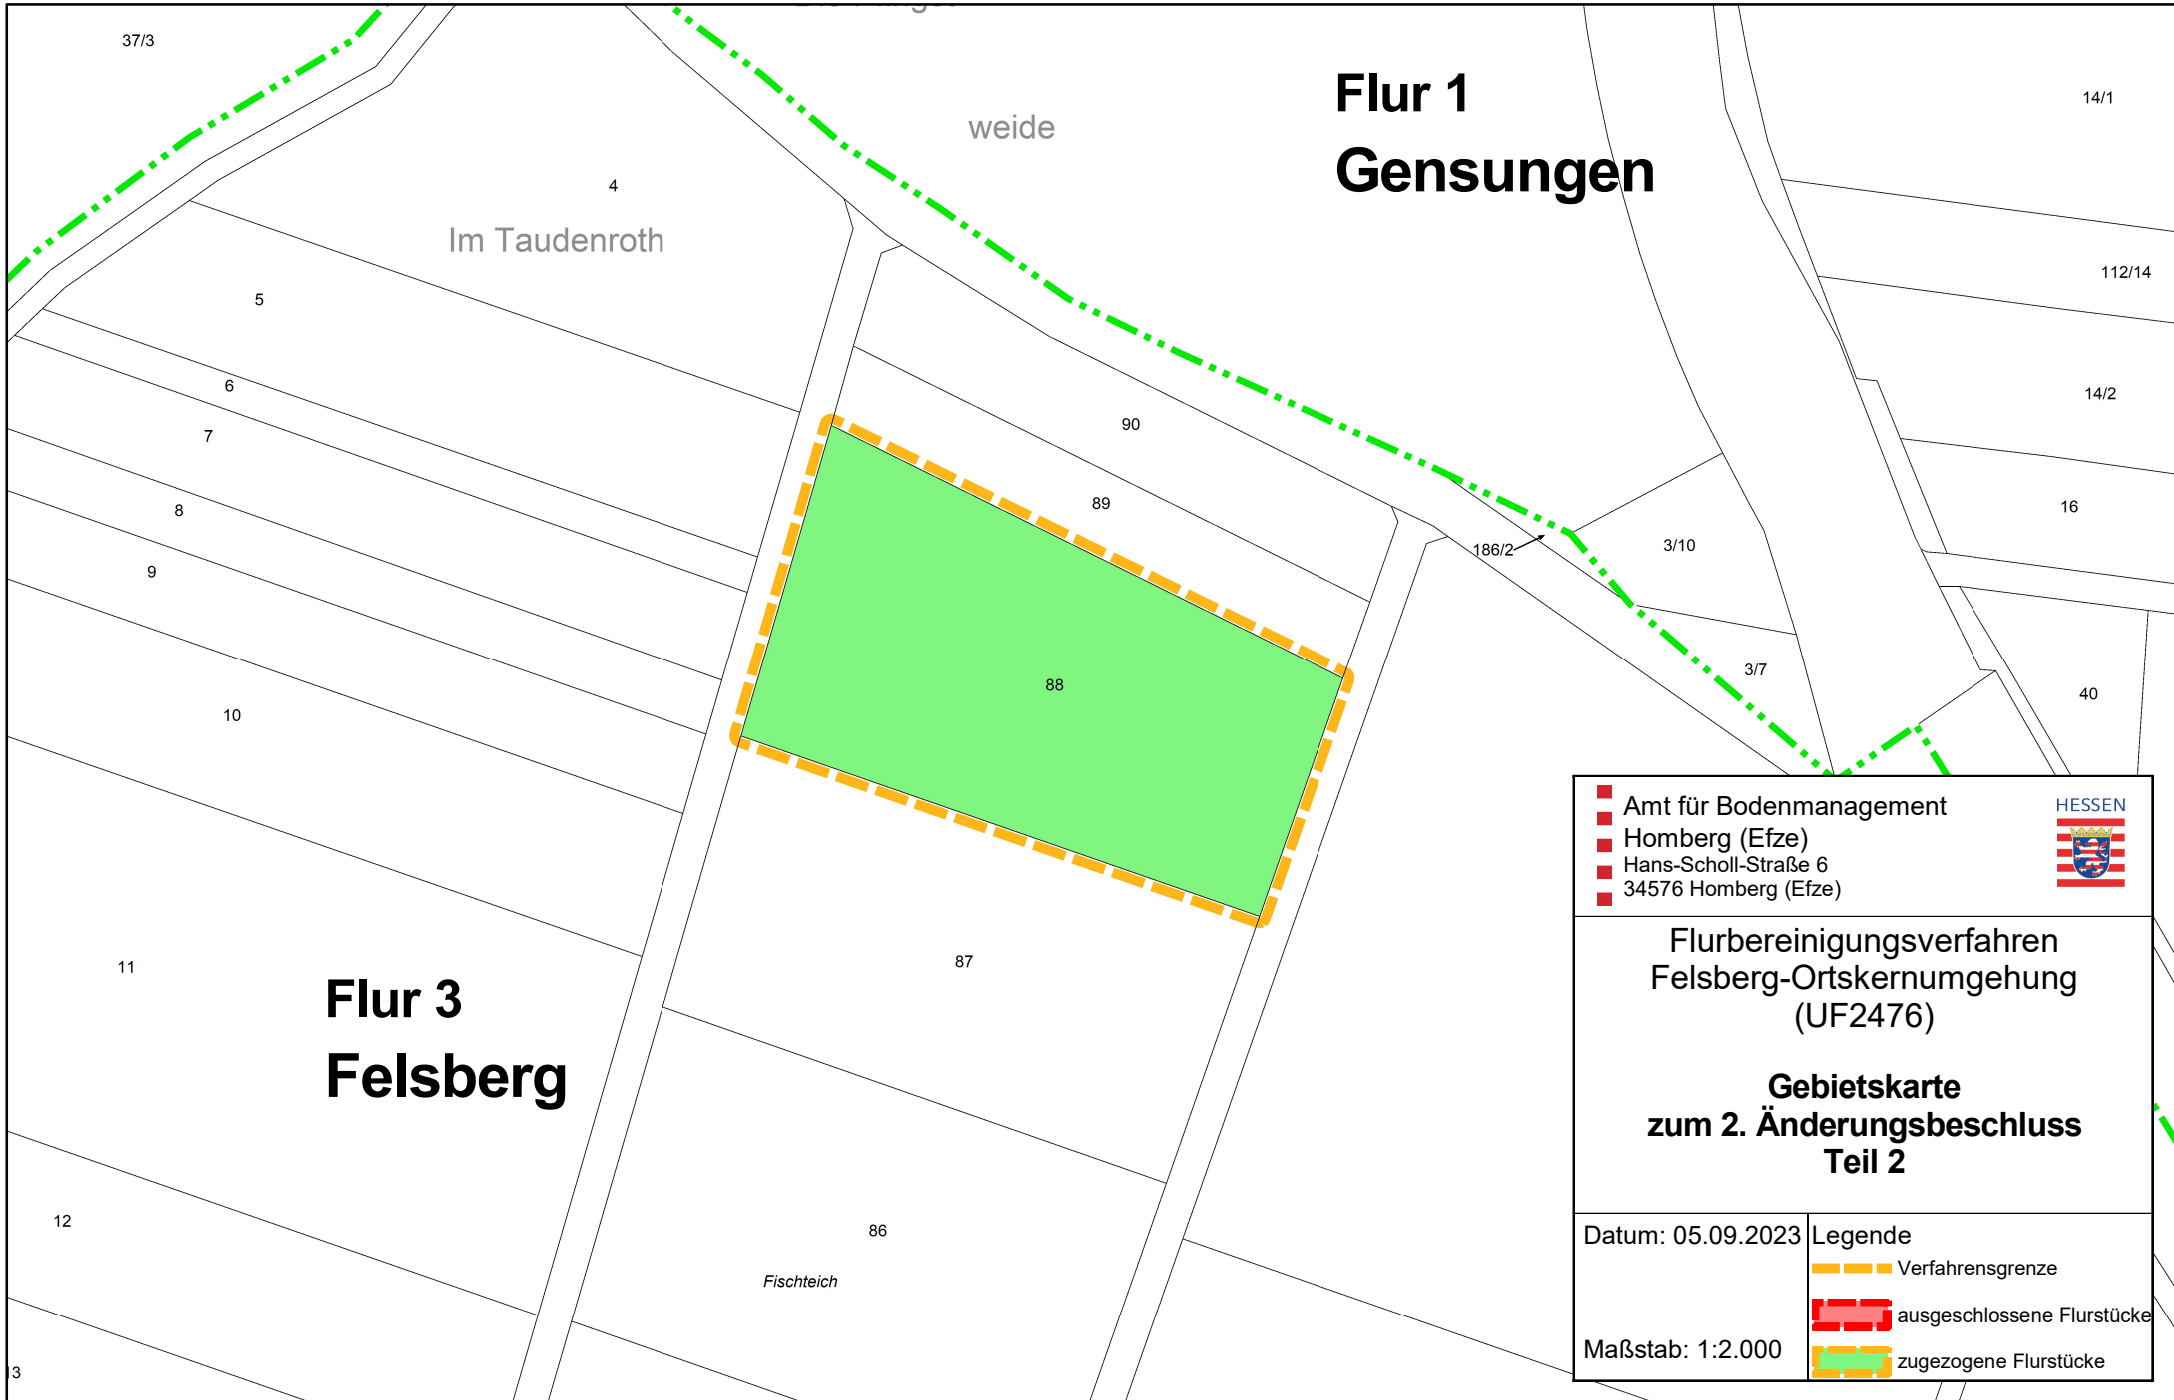 37/3
Flur 1
Gensungen
weide
14/1
4
Im Taudenroth
112/14
5
6
14/2
7
90
89
16
8
186/2
3/10
9
3/7
88
40
10
11
87
Flur 3
Felsberg
12
86
Fischteich
Amt für Bodenmanagement
Homberg (Efze)
Hans-Scholl-Straße 6
34576 Homberg (Efze)
HESSEN
Flurbereinigungsverfahren
Felsberg-Ortskernumgehung
(UF2476)
Gebietskarte
zum 2. Änderungsbeschluss
Teil 2
Datum: 05.09.2023
Maßstab: 1:2.000
Legende
Verfahrensgrenze
ausgeschlossene Flurstücke
zugezogene Flurstücke